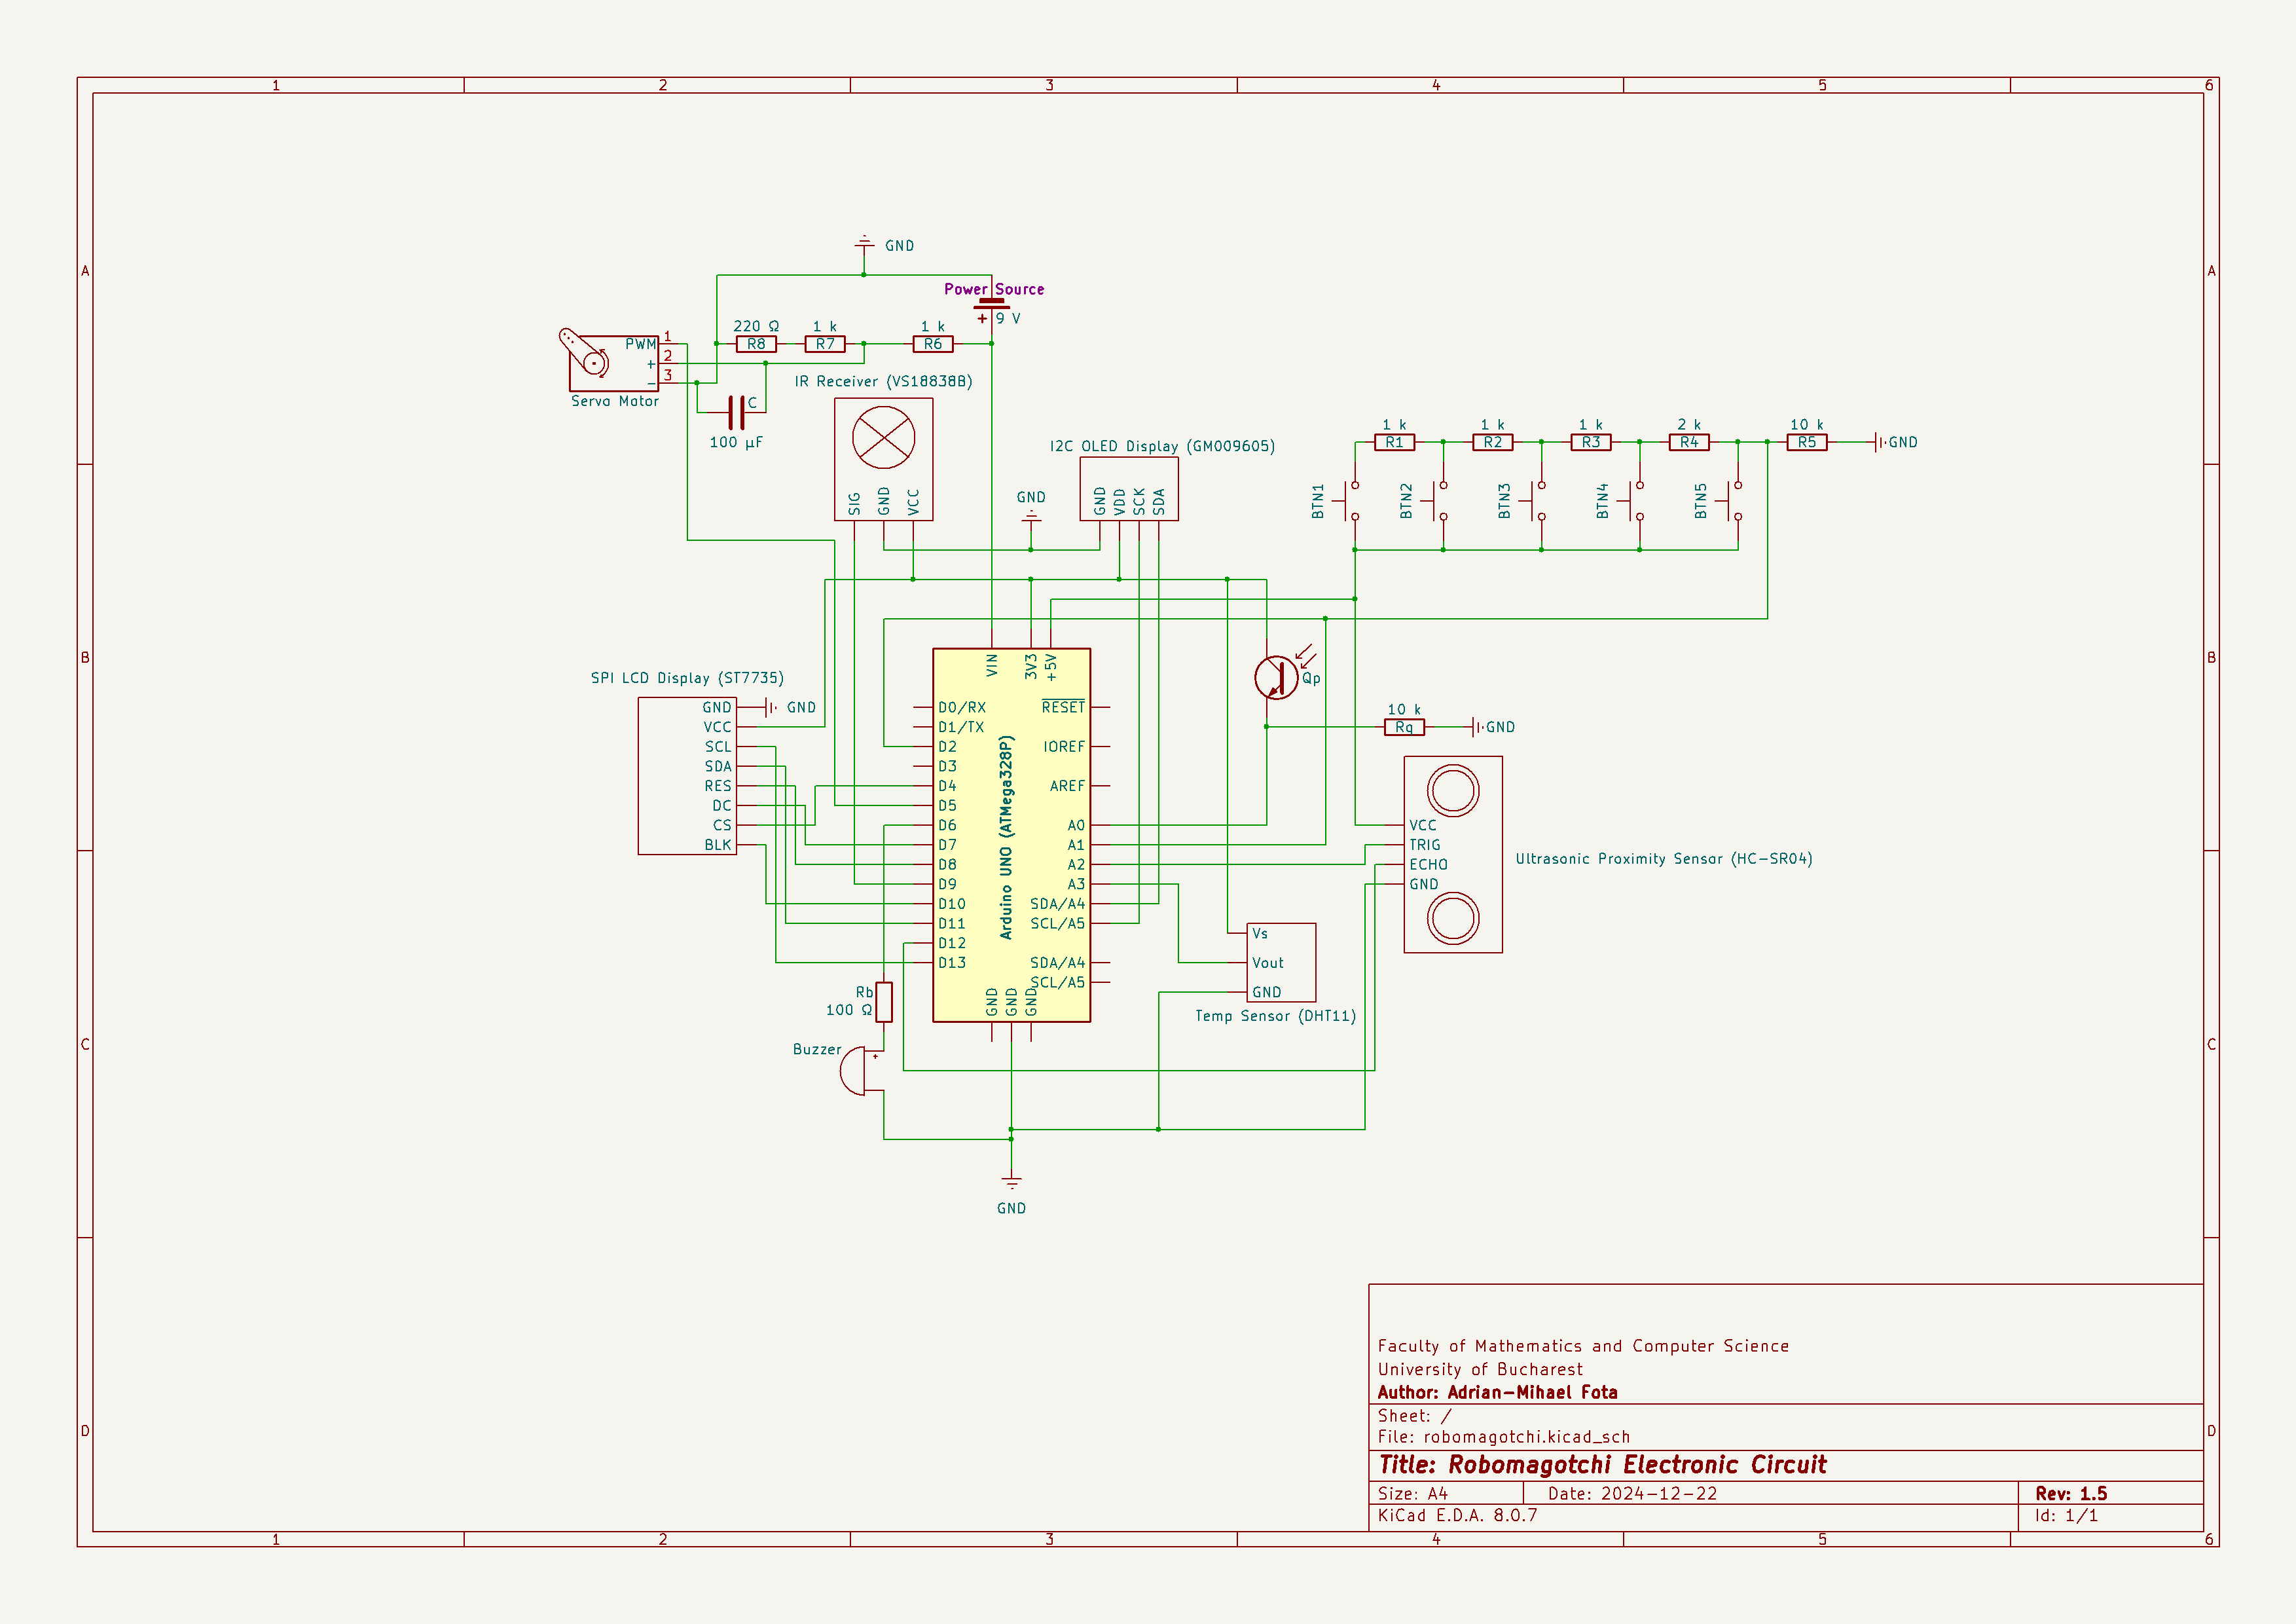 1 2 3 4 5 6
A A
GND
Power Source
+ 9 V
220 Ω 1 k 1 k
R8 R7 R6
PWM 1
+ 2
− 3
Servo Motor
C
100 µF
IR Receiver (VS18838B)
SIG GND VCC
GND
I2C OLED Display (GM009605)
GND VDD SCK SDA
1 k 1 k 1 k 2 k 10 k
R1 R2 R3 R4 R5 GND
BTN1 BTN2 BTN3 BTN4 BTN5
B B
SPI LCD Display (ST7735)
GND GND
VCC
SCL
SDA
RES
DC
CS
BLK
VIN 3V3 +5V
Arduino UNO (ATMega328P)
D0/RX
D1/TX
D2
D3
D4
D5
D6
D7
D8
D9
D10
D11
D12
D13
RESET
IOREF
AREF
A0
A1
A2
A3
SDA/A4
SCL/A5
SDA/A4
SCL/A5
GND GND GND
Qp
10 k
Rq GND
VCC
TRIG
ECHO
GND
Ultrasonic Proximity Sensor (HC-SR04)
Vs
Vout
GND
Temp Sensor (DHT11)
Rb
100 Ω
Buzzer
+
C C
GND
D D
Faculty of Mathematics and Computer Science
University of Bucharest
Author: Adrian-Mihael Fota
Sheet: /
File: robomagotchi.kicad_sch
Title: Robomagotchi Electronic Circuit
Size: A4 Date: 2024-12-22 Rev: 1.5
KiCad E.D.A. 8.0.7 Id: 1/1
1 2 3 4 5 6